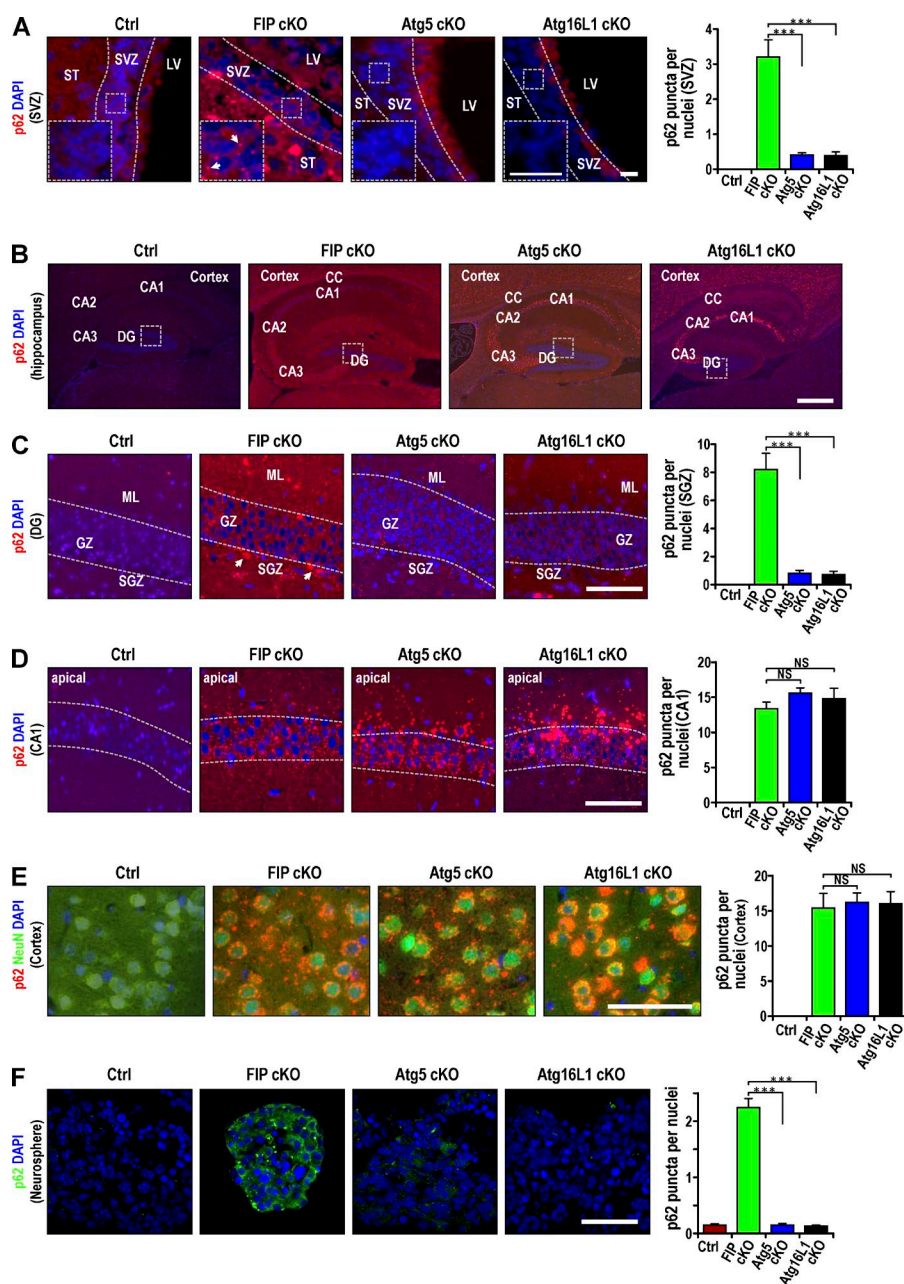 A
Ctrl
FIP cKO
Atg5 cKO
Atg16L1 cKO
p62 DAPI
(SVZ)
ST
SVZ
LV
SVZ
LV
ST
ST
SVZ
LV
ST
LV
SVZ
p62 puncta per
nuclei (SVZ)
4
3
2
1
0
***
***
Ctrl
FIP
cKO
Atg5
cKO
Atg16L1
cKO
B
Ctrl
FIP cKO
Atg5 cKO
Atg16L1 cKO
p62 DAPI
(hippocampus)
Cortex
CA1
CA2
CA3
DG
Cortex
CC
CA1
CA2
DG
CA3
Cortex
CC
CA1
CA2
CA3
DG
Cortex
CC
CA2
CA1
CA3
DG
C
Ctrl
FIP cKO
Atg5 cKO
Atg16L1 cKO
p62 DAPI
(DG)
ML
GZ
SGZ
ML
GZ
SGZ
ML
GZ
SGZ
ML
GZ
SGZ
p62 puncta per
nuclei (SGZ)
10
8
6
4
2
0
***
***
Ctrl
FIP
cKO
Atg5
cKO
Atg16L1
cKO
D
Ctrl
FIP cKO
Atg5 cKO
Atg16L1 cKO
p62 DAPI
(CA1)
apical
apical
apical
apical
p62 puncta per
nuclei(CA1)
20
15
10
5
0
NS
NS
Ctrl
FIP
cKO
Atg5
cKO
Atg16L1
cKO
E
Ctrl
FIP cKO
Atg5 cKO
Atg16L1 cKO
p62 NeuN DAPI
(Cortex)
p62 puncta per
nuclei (Cortex)
20
15
10
5
0
NS
NS
Ctrl
FIP
cKO
Atg5
cKO
Atg16L1
cKO
F
Ctrl
FIP cKO
Atg5 cKO
Atg16L1 cKO
p62 DAPI
(Neurosphere)
p62 puncta per nuclei
2
1
0
***
***
Ctrl
FIP
cKO
Atg5
cKO
Atg16L1
cKO